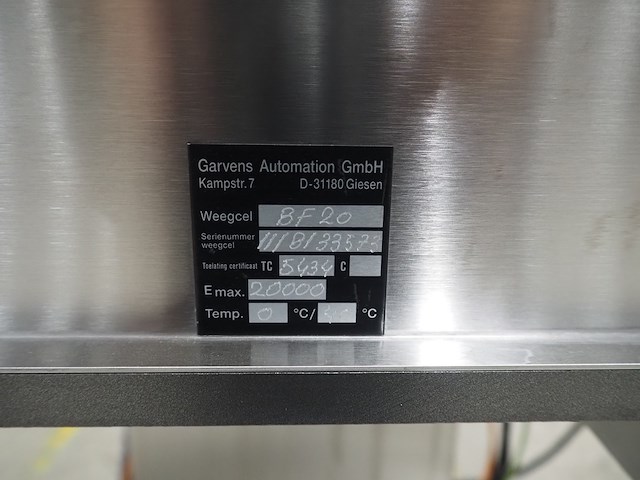 Garvens Automation GmbH
Kampstr.7 D-31180 Giesen
Weegcel BF20
Serienummer weegcel
Toelating certificaat TC 5434 C
E max. 20000
Temp. 0 °C/ °C